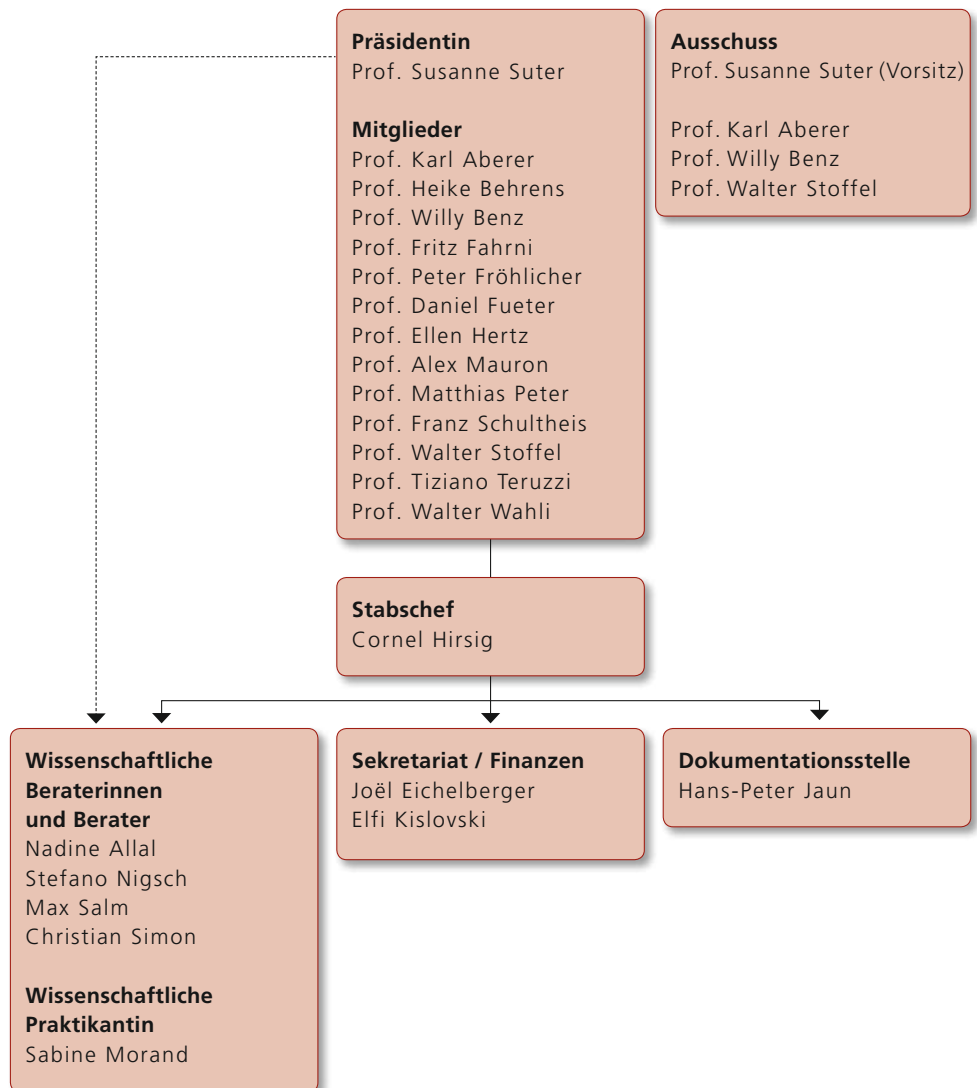 Präsidentin
Prof. Susanne Suter
Mitglieder
Prof. Karl Aberer
Prof. Heike Behrens
Prof. Willy Benz
Prof. Fritz Fahrni
Prof. Peter Fröhlicher
Prof. Daniel Fueter
Prof. Ellen Hertz
Prof. Alex Mauron
Prof. Matthias Peter
Prof. Franz Schultheis
Prof. Walter Stoffel
Prof. Tiziano Teruzzi
Prof. Walter Wahli
Ausschuss
Prof. Susanne Suter (Vorsitz)
Prof. Karl Aberer
Prof. Willy Benz
Prof. Walter Stoffel
Stabschef
Cornel Hirsig
Wissenschaftliche
Beraterinnen
und Berater
Nadine Allal
Stefano Nigsch
Max Salm
Christian Simon
Wissenschaftliche
Praktikantin
Sabine Morand
Sekretariat / Finanzen
Joël Eichelberger
Elfi Kislovski
Dokumentationsstelle
Hans-Peter Jaun